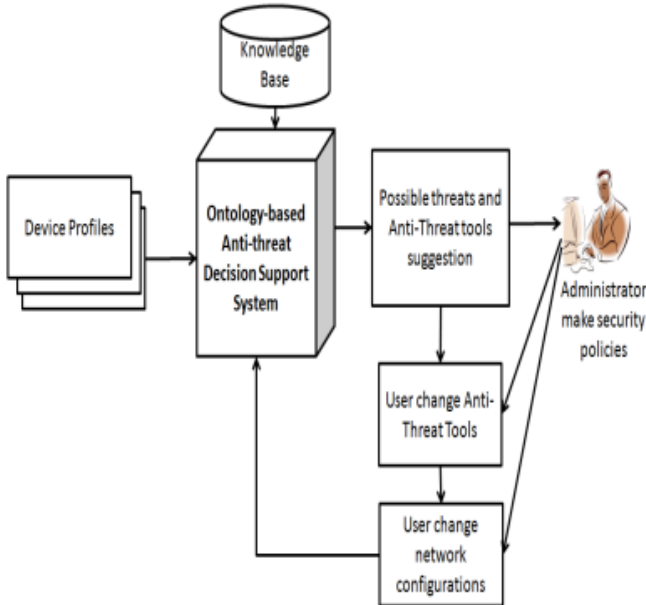 Knowledge
Base
Device Profiles
Ontology-based
Anti-threat
Decision Support
System
Possible threats and
Anti-Threat tools
suggestion
Administrator
make security
policies
User change Anti-
Threat Tools
User change
network
configurations